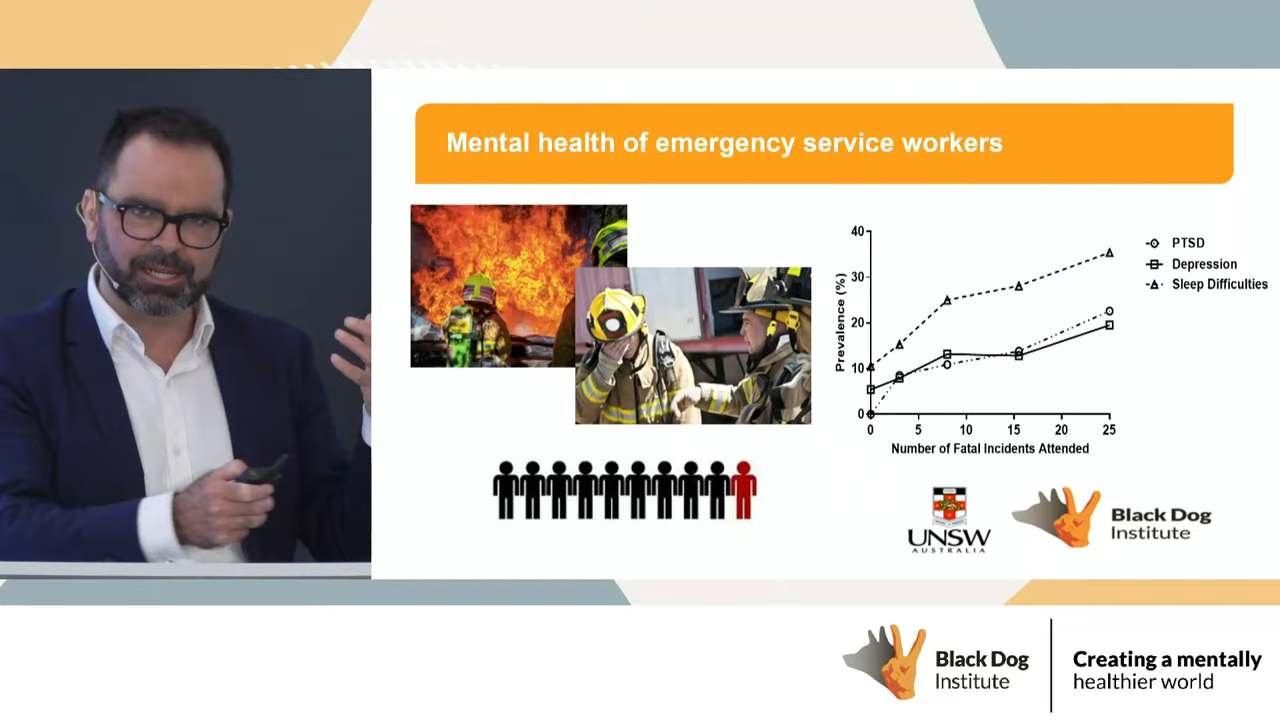 Mental health of emergency service workers
40
30
20
10
0
Prevalence (%)
0 5 10 15 20 25
Number of Fatal Incidents Attended
PTSD
Depression
Sleep Difficulties
UNSW
AUSTRALIA
Black Dog
Institute
Black Dog
Institute
Creating a mentally
healthier world